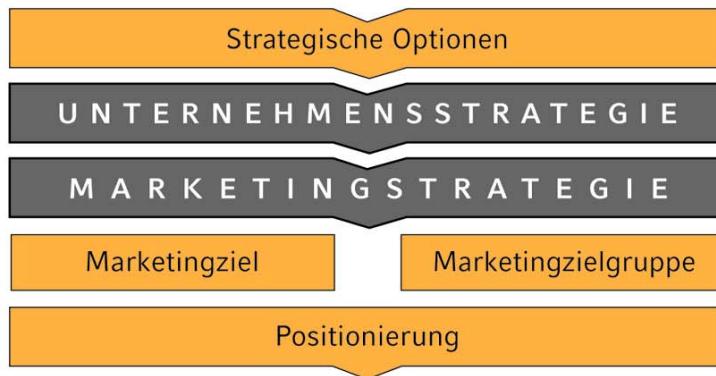 Strategische Optionen
UNTERNEHMENSSTRATEGIE
MARKETINGSTRATEGIE
Marketingziel
Marketingzielgruppe
Positionierung